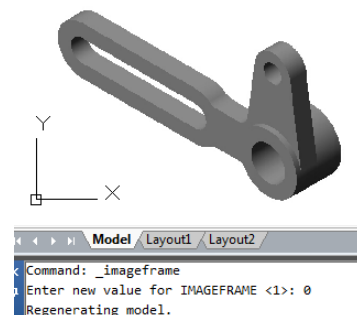 Y
X
Model Layout1 Layout2
Command: _imageframe
Enter new value for IMAGEFRAME <1>: 0
Regenerating model.